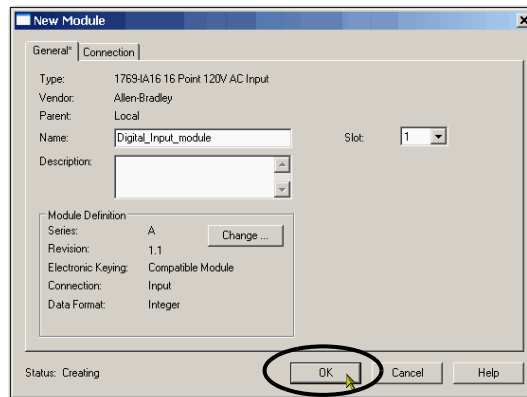 New Module
General* Connection
Type: 1769-IA16 16 Point 120V AC Input
Vendor: Allen-Bradley
Parent: Local
Name: Digital_Input_module Slot: 1
Description:
Module Definition
Series: A Change ...
Revision: 1.1
Electronic Keying: Compatible Module
Connection: Input
Data Format: Integer
Status: Creating OK Cancel Help